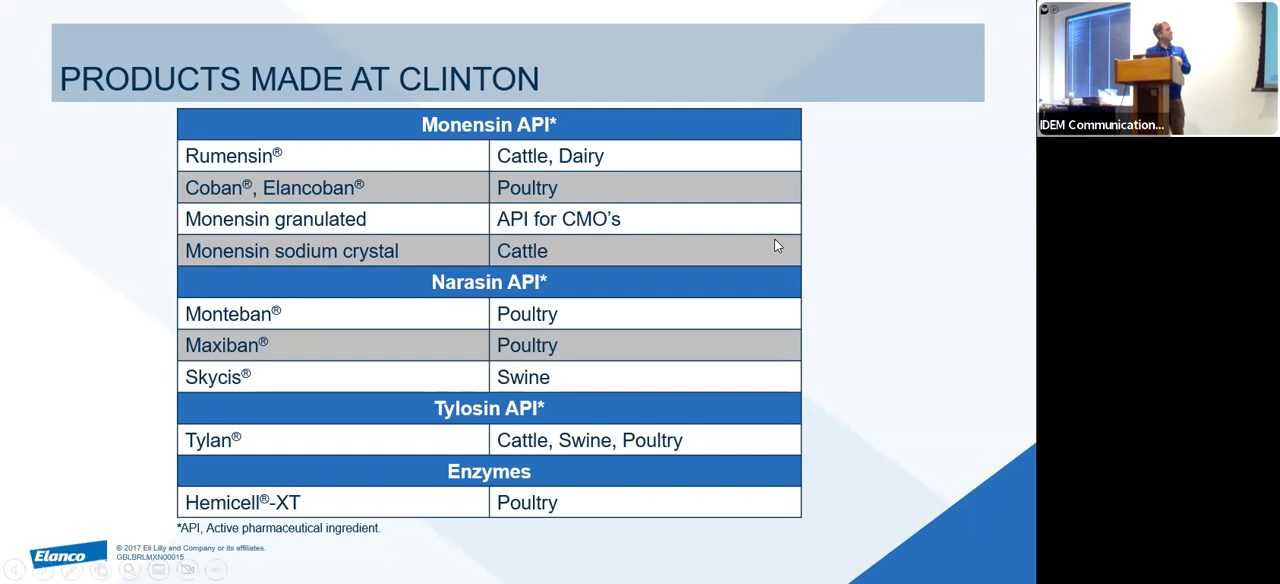 PRODUCTS MADE AT CLINTON
Monensin API*
Rumensin® Cattle, Dairy
Coban®, Elancoban® Poultry
Monensin granulated API for CMO’s
Monensin sodium crystal Cattle
Narasin API*
Monteban® Poultry
Maxiban® Poultry
Skycis® Swine
Tylosin API*
Tylan® Cattle, Swine, Poultry
Enzymes
Hemicell®-XT Poultry
*API, Active pharmaceutical ingredient.
Elanco
© 2017 Eli Lilly and Company or its affiliates.
GBLBRLMXN00015
IDEM Communication...